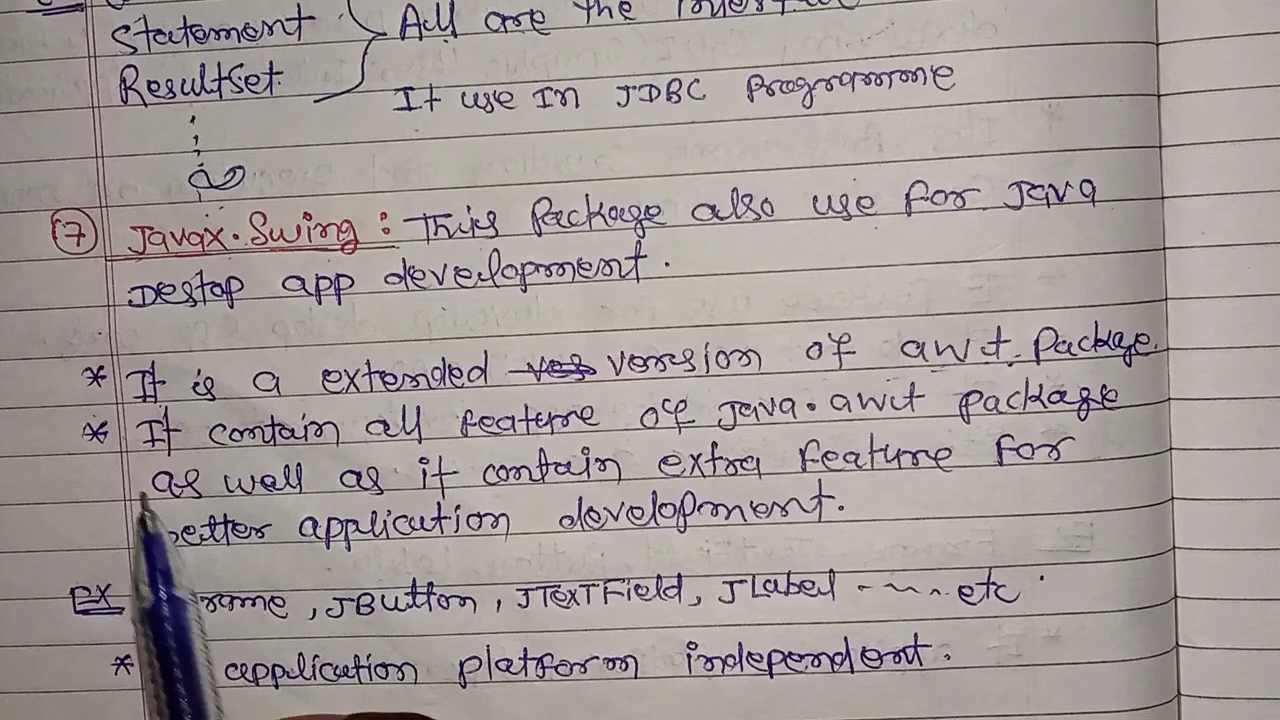 Statement
All are the
Resultset.
It use In JDBC Programme
(7) Javax.Swing : This Package also use for Java
Destop app development.
* It is a extended version of awt Package.
* It contain all feature of Java.awt package
as well as it contain extra feature for
better application development.
Ex rame, JButton, JTextField, JLabel ---- etc.
* application platform independent.